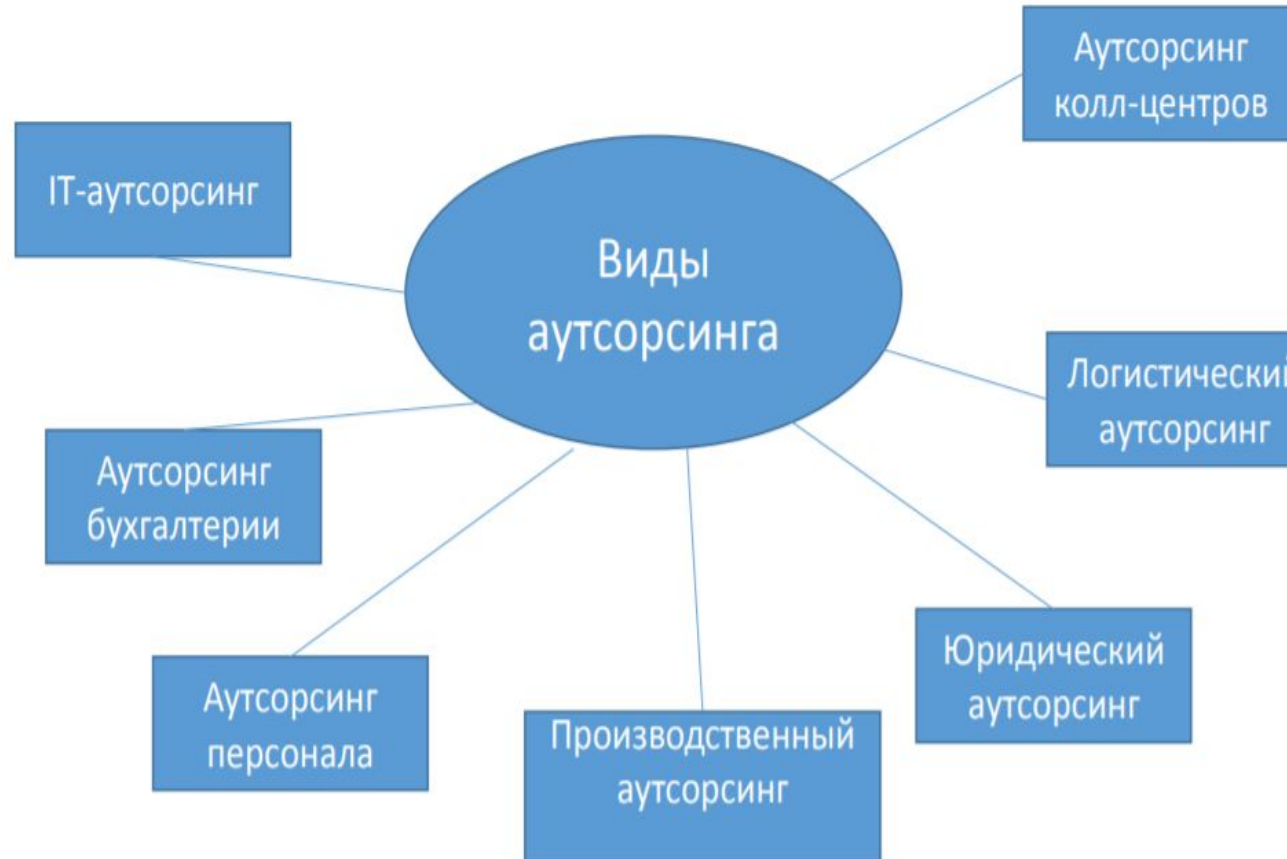 Аутсорсинг
колл-центров
IT-аутсорсинг
Виды
аутсорсинга
Логистический
аутсорсинг
Аутсорсинг
бухгалтерии
Юридический
аутсорсинг
Аутсорсинг
персонала
Производственный
аутсорсинг